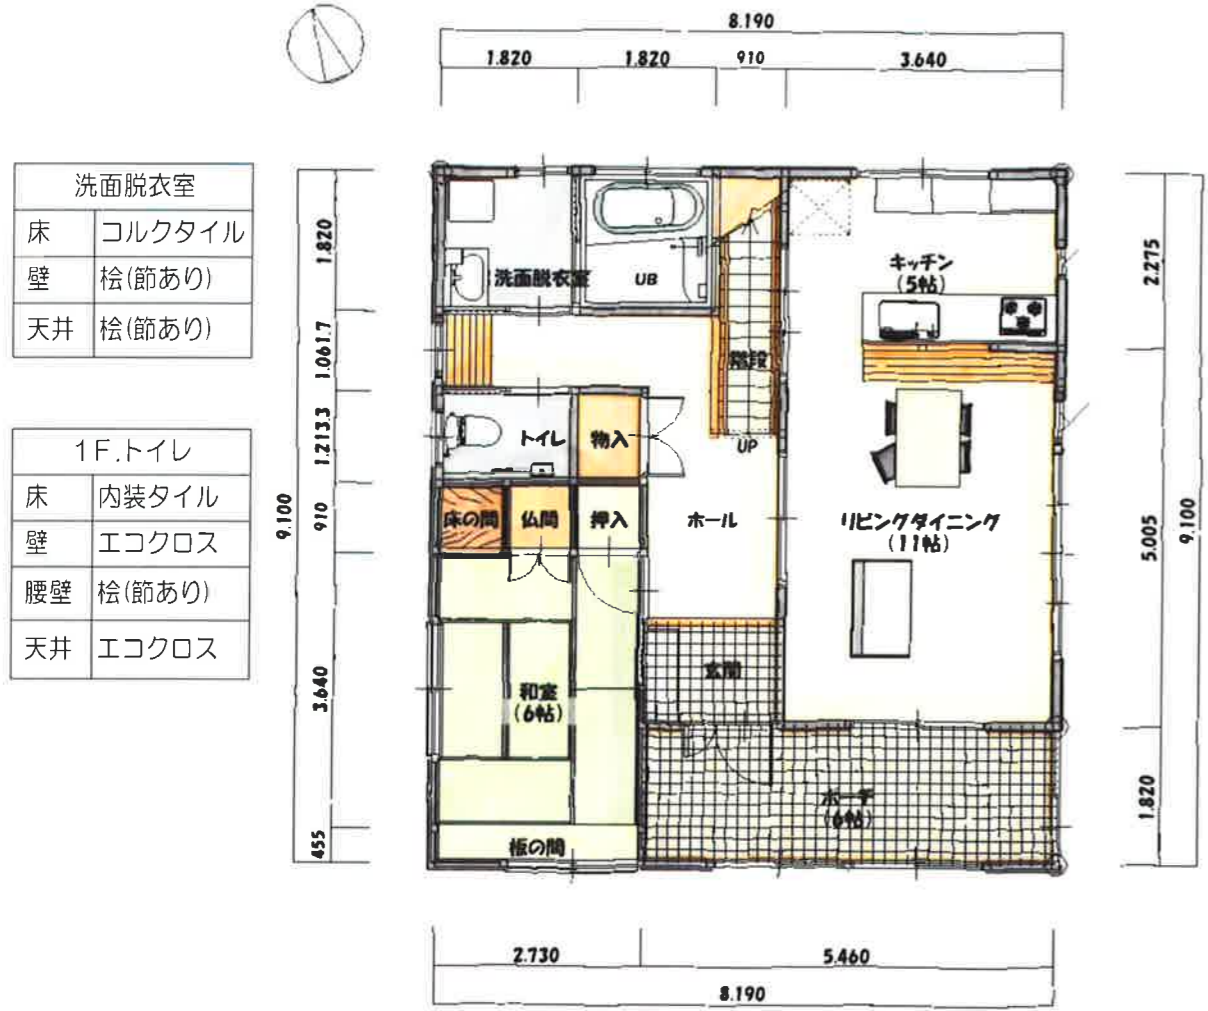 8.190
1.820
1.820
910
3.640
洗面脱衣室
床 コルクタイル
壁 桧(節あり)
天井 桧(節あり)
1F.トイレ
床 内装タイル
壁 エコクロス
腰壁 桧(節あり)
天井 エコクロス
9.100
1.820
1.061.7
1.213.3
910
3.640
455
洗面脱衣室
UB
キッチン
(5帖)
階段
UP
トイレ
物入
床の間
仏間
押入
ホール
リビングダイニング
(11帖)
和室
(6帖)
玄関
ポーチ
(6帖)
板の間
2.275
5.005
1.820
9.100
2.730
5.460
8.190